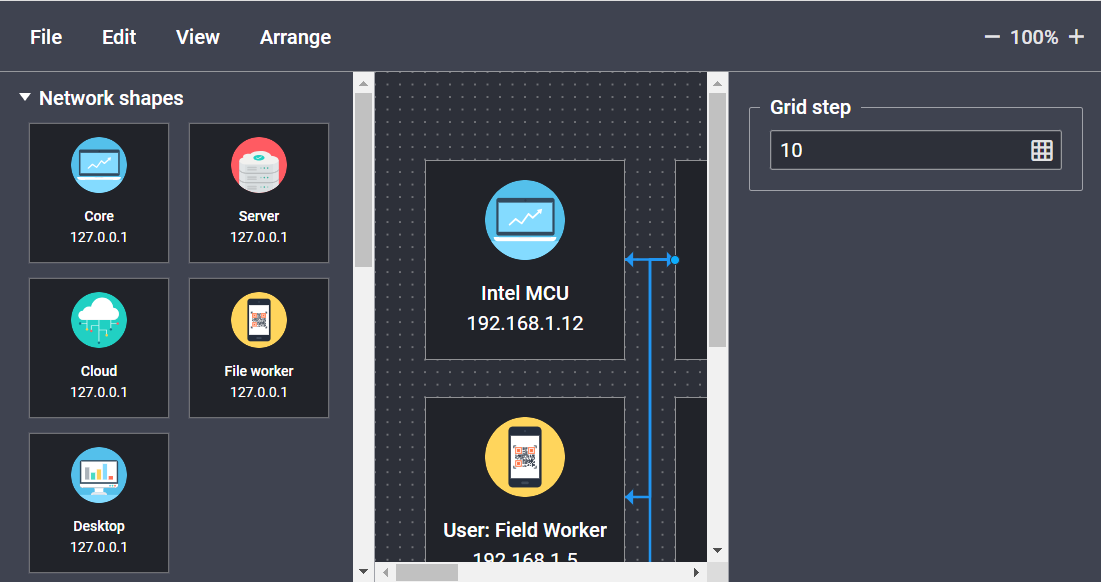 File Edit View Arrange 100%
Network shapes
Core
127.0.0.1
Server
127.0.0.1
Cloud
127.0.0.1
File worker
127.0.0.1
Desktop
127.0.0.1
Intel MCU
192.168.1.12
User: Field Worker
192.168.1.5
Grid step
10